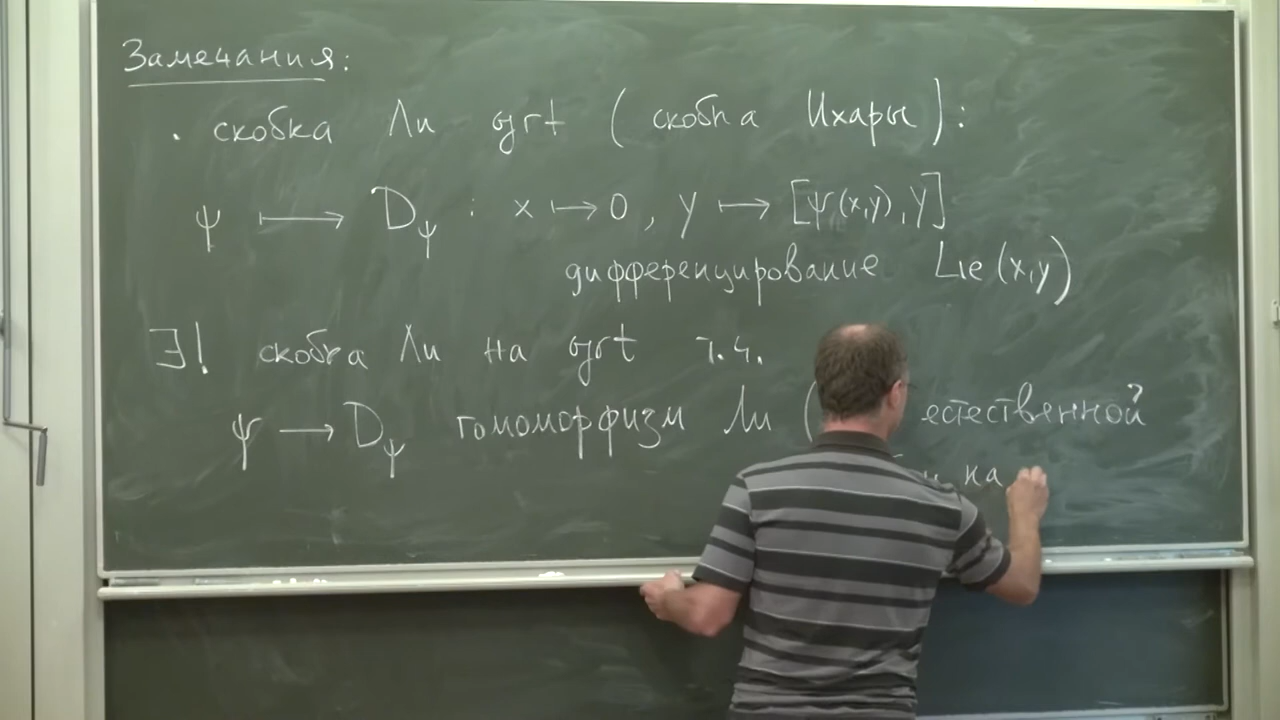 Замечания:
· скобка Ли grt (скобка Ихары):
ψ ⟼ D_ψ : x ⟼ 0, y ⟼ [ψ(x,y), y]
дифференцирование Lie(x,y)
∃! скобка Ли на grt т.ч.
ψ → D_ψ гомоморфизм Ли ( естественной
на